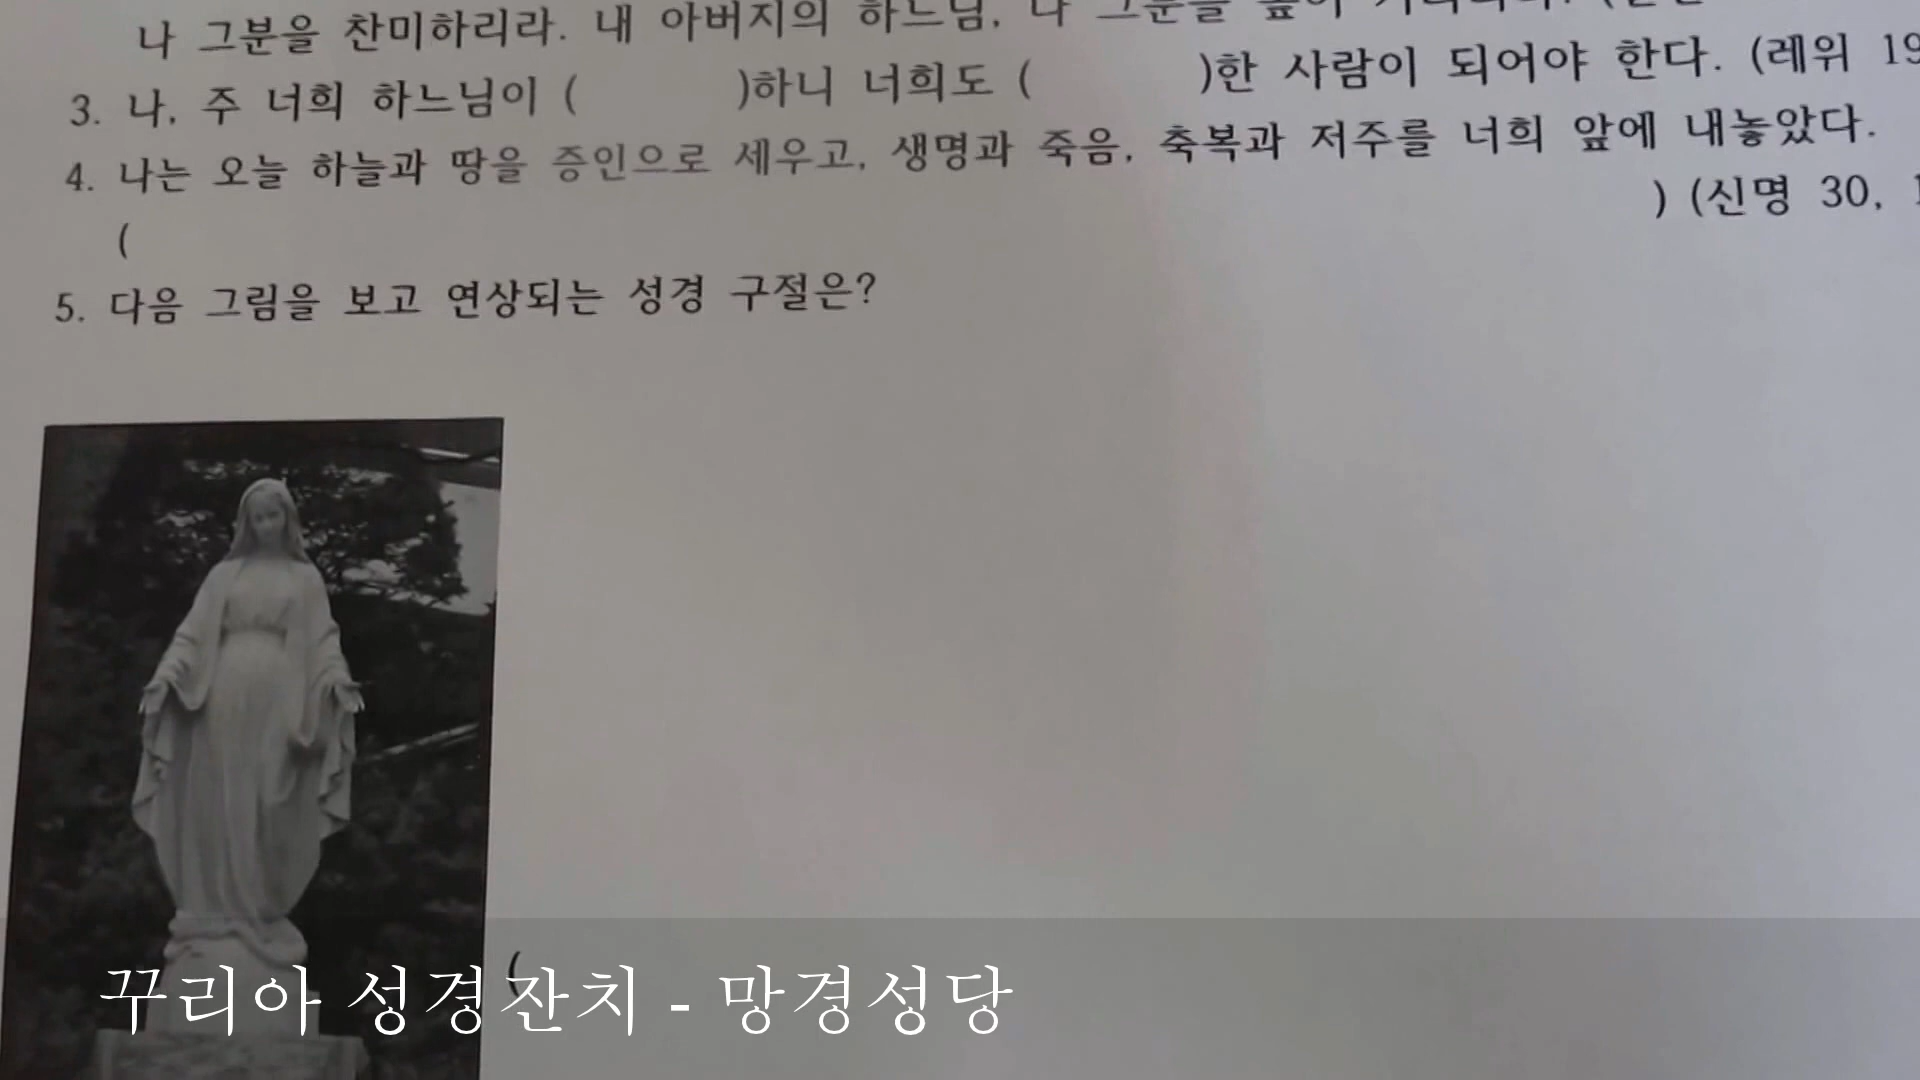 나 그분을 찬미하리라. 내 아버지의 하느님, 나 그분을 높이
3. 나, 주 너희 하느님이 (          )하니 너희도 (          )한 사람이 되어야 한다. (레위 19
4. 나는 오늘 하늘과 땅을 증인으로 세우고, 생명과 죽음, 축복과 저주를 너희 앞에 내놓았다.
(                    ) (신명 30, 1
5. 다음 그림을 보고 연상되는 성경 구절은?
(
꾸리아 성경잔치 - 망경성당